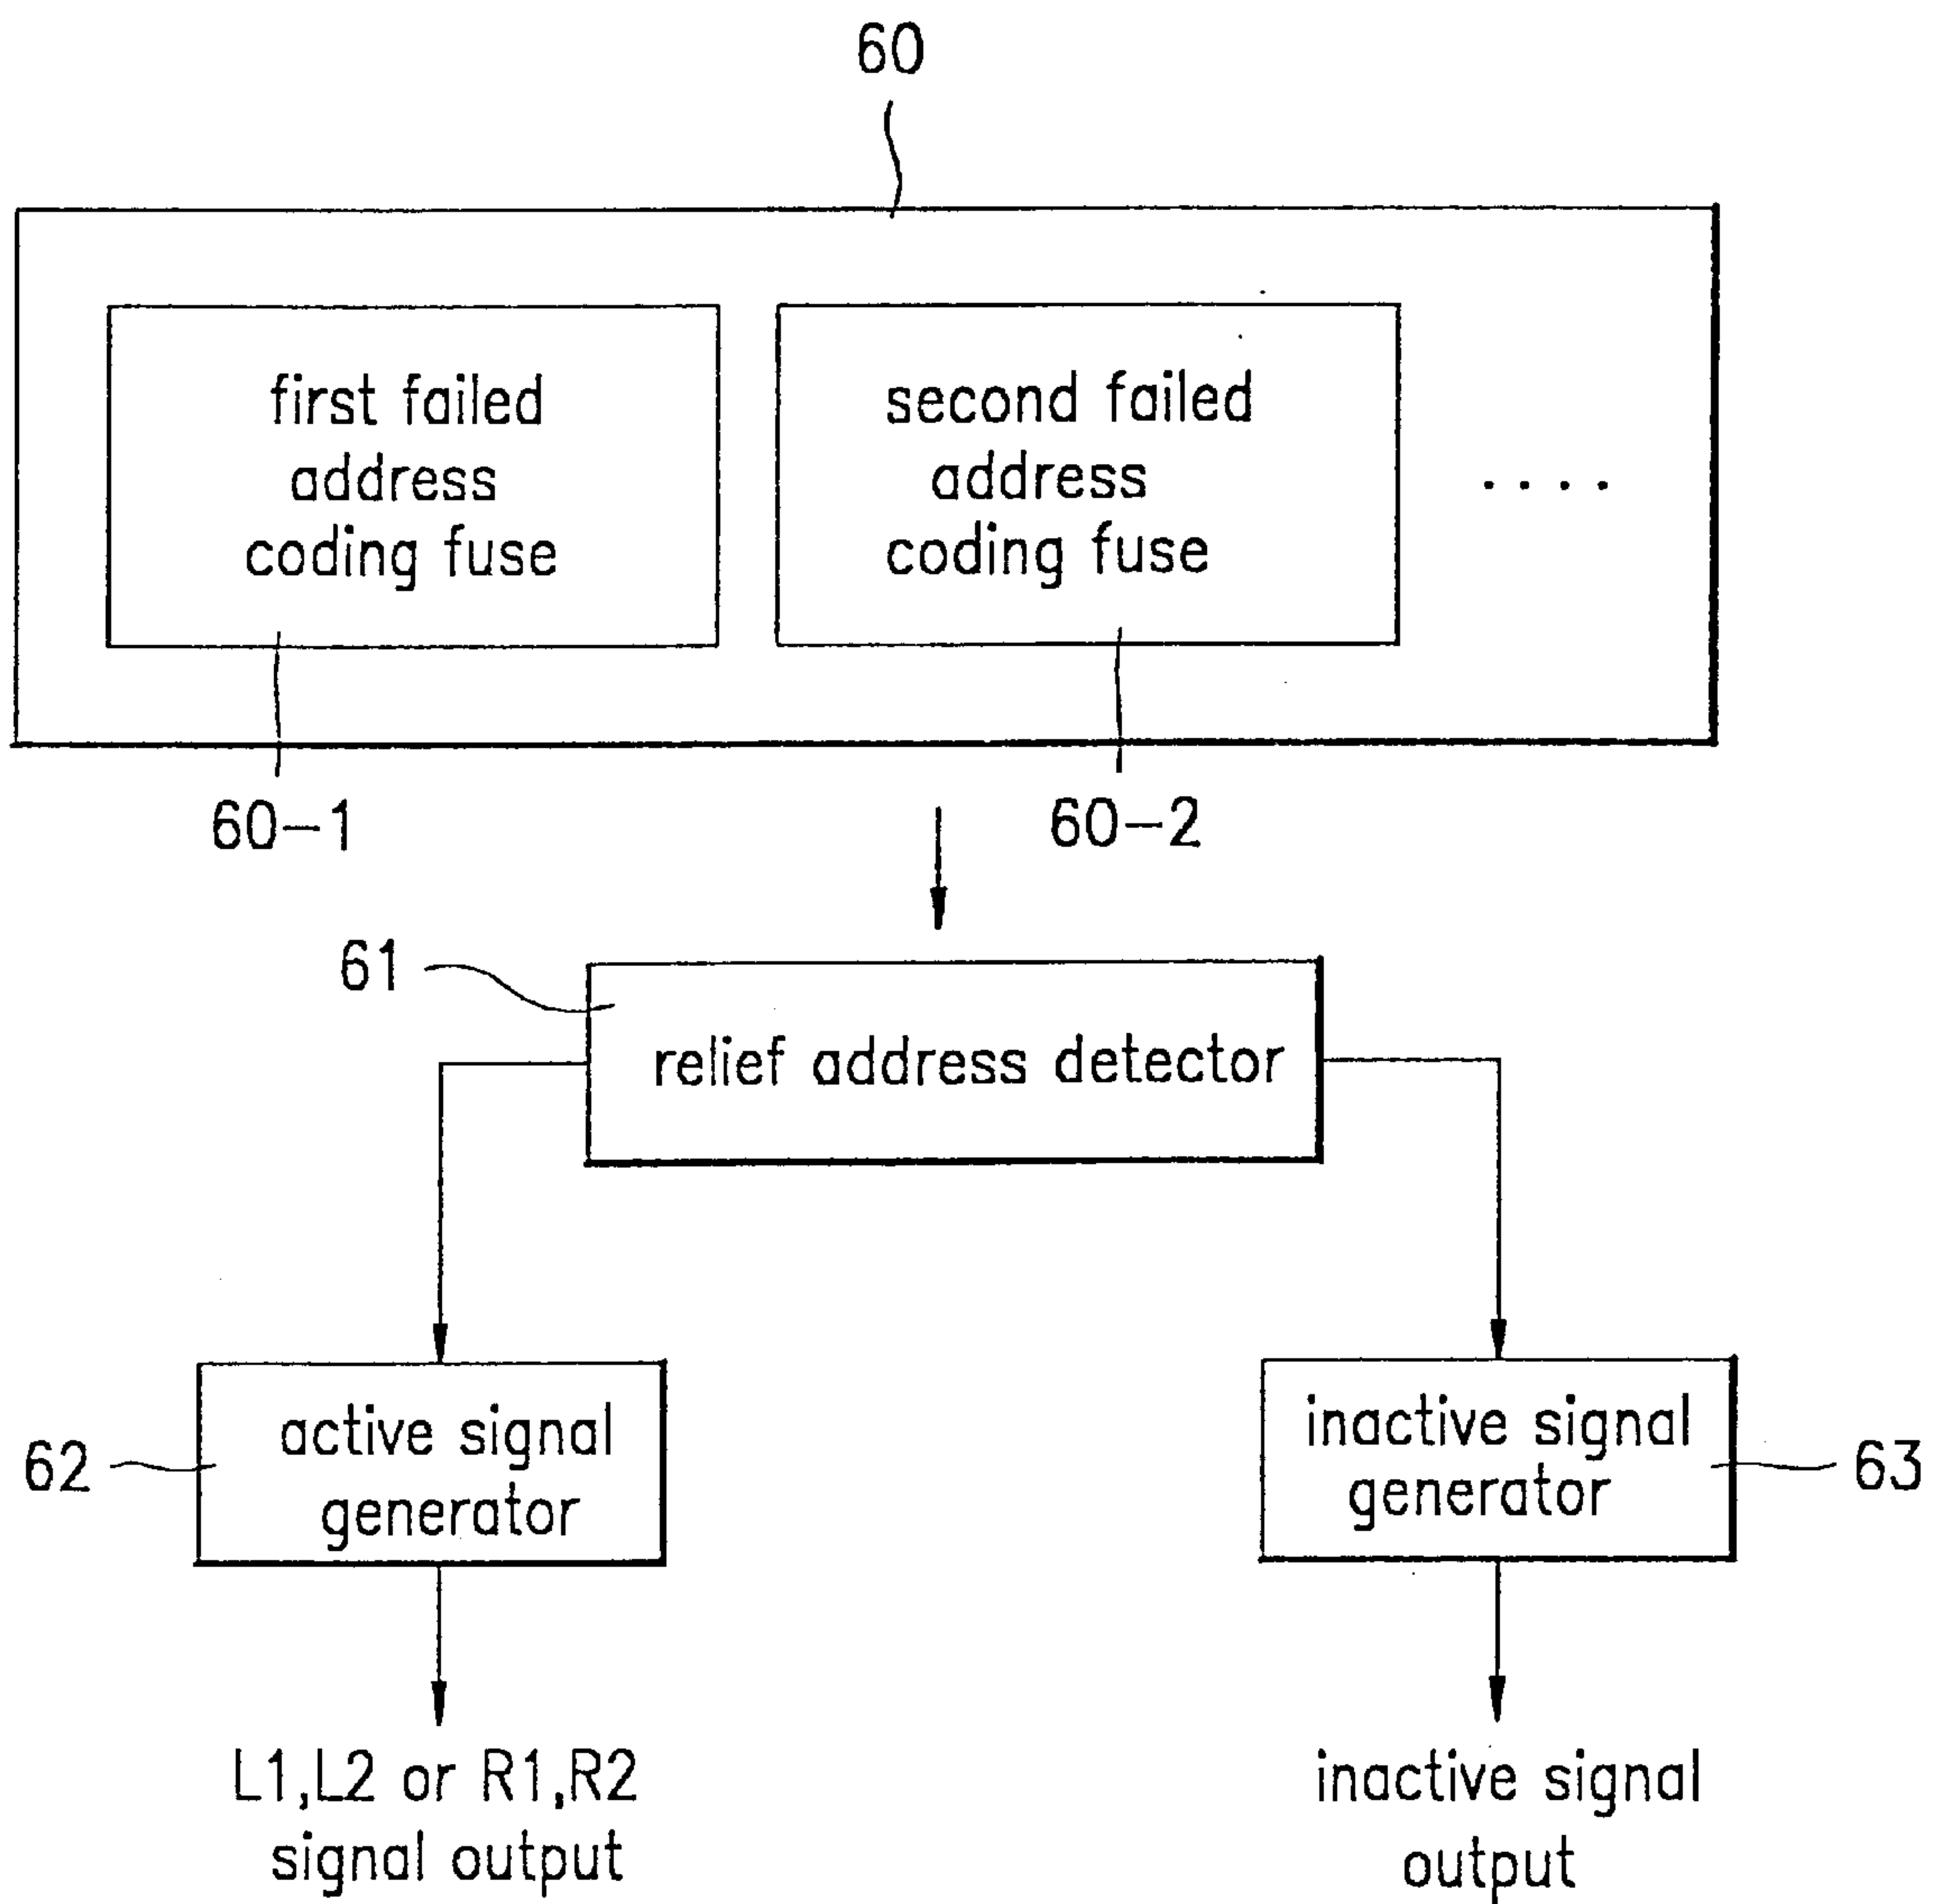 60
first failed
address
coding fuse
second failed
address
coding fuse
....
60-1
60-2
61
relief address detector
62
active signal
generator
inactive signal
generator
63
L1,L2 or R1,R2
signal output
inactive signal
output